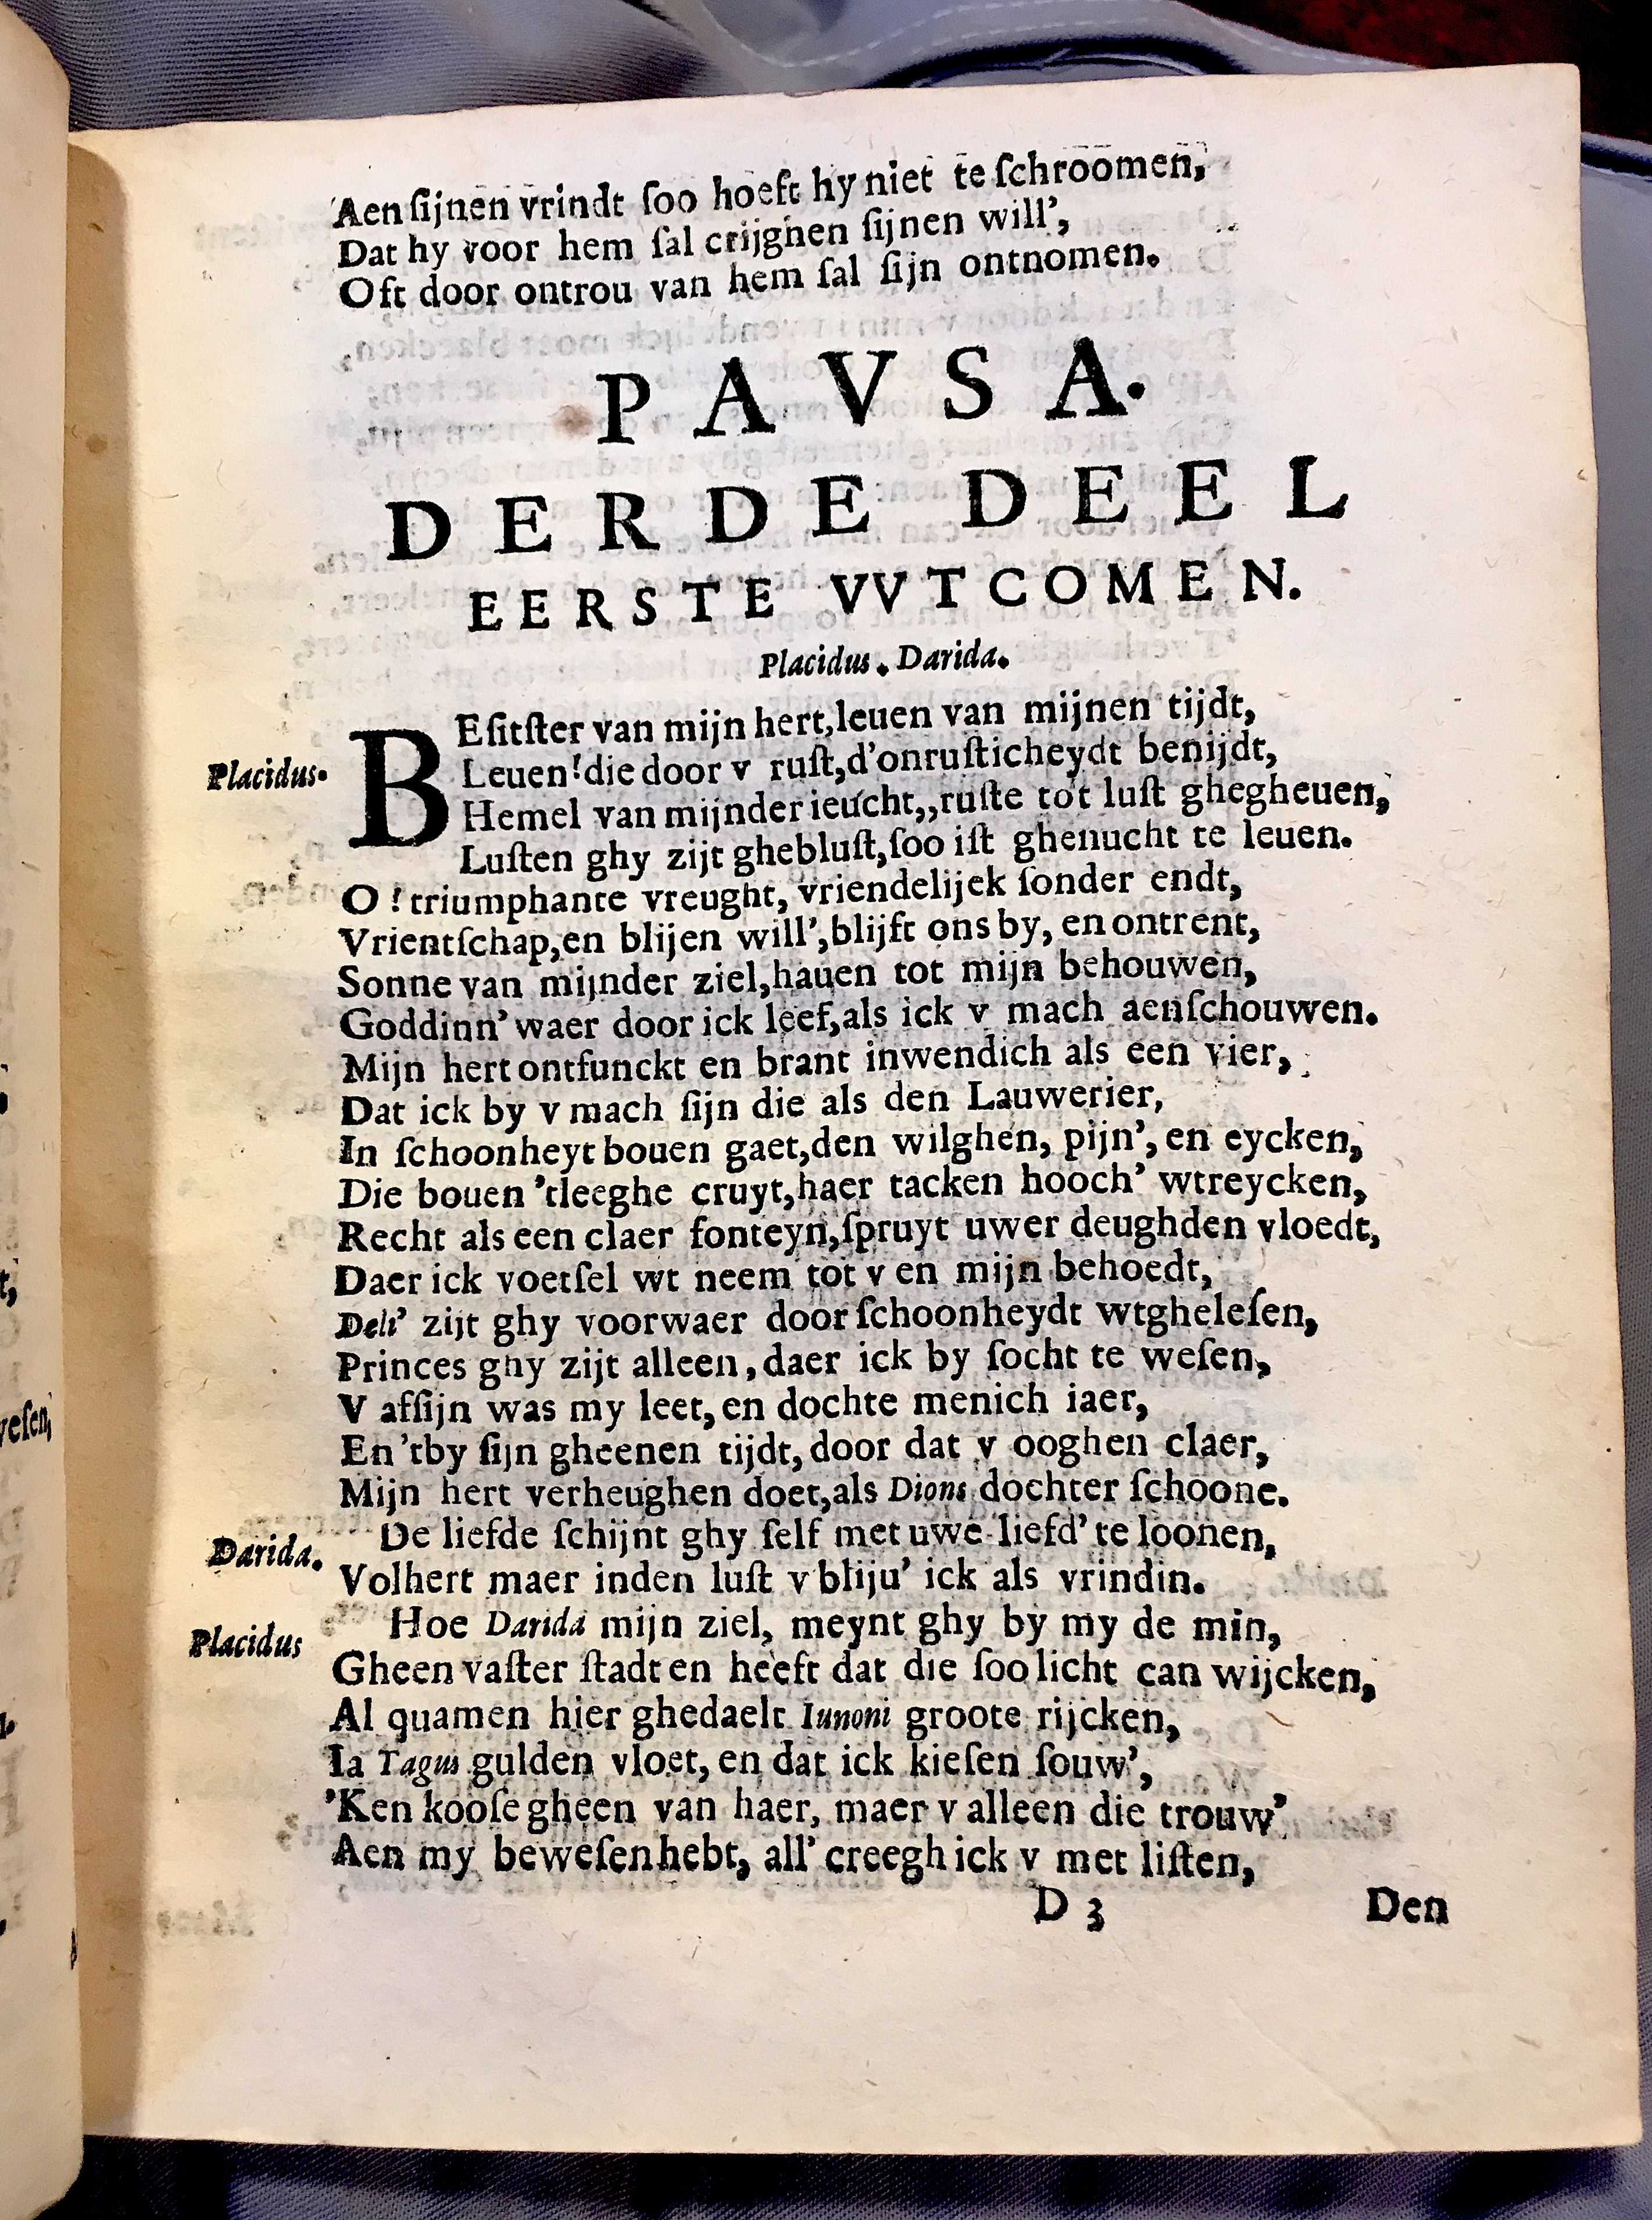 Aen ſijnen vrindt ſoo hoeft hy niet te ſchroomen,
Dat hy voor hem ſal crijghen ſijnen will',
Oft door ontrou van hem ſal ſijn ontnomen.
PAVSA.
DERDE DEEL
EERSTE VVTCOMEN.
Placidus. Darida.
Placidus. BEſitſter van mijn hert,leuen van mijnen tijdt,
Leuen!die door v ruſt,d'onruſticheydt benijdt,
Hemel van mijnder ieucht,,ruſte tot luſt ghegheuen,
Luſten ghy zijt ghebluſt,ſoo iſt ghenucht te leuen.
O! triumphante vreught, vriendelijck ſonder endt,
Vrientſchap,en blijen will',blijft ons by, en ontrent,
Sonne van mijnder ziel,hauen tot mijn behouwen,
Goddinn' waer door ick leef,als ick v mach aenſchouwen.
Mijn hert ontfunckt en brant inwendich als een vier,
Dat ick by v mach ſijn die als den Lauwerier,
In ſchoonheyt bouen gaet,den wilghen, pijn', en eycken,
Die bouen 'tleeghe cruyt,haer tacken hooch' wtreycken,
Recht als een claer fonteyn,ſpruyt uwer deughden vloedt,
Daer ick voetſel wt neem tot v en mijn behoedt,
Deli' zijt ghy voorwaer door ſchoonheydt wtgheleſen,
Princes ghy zijt alleen, daer ick by ſocht te weſen,
V afſijn was my leet, en dochte menich iaer,
En 'tby ſijn gheenen tijdt, door dat v ooghen claer,
Mijn hert verheughen doet,als Dions dochter ſchoone.
Darida. De liefde ſchijnt ghy ſelf met uwe liefd' te loonen,
Volhert maer inden luſt v bliju' ick als vrindin.
Placidus Hoe Darida mijn ziel, meynt ghy by my de min,
Gheen vaſter ſtadt en heeft dat die ſoo licht can wijcken,
Al quamen hier ghedaelt Iunoni groote rijcken,
Ia Tagus gulden vloet, en dat ick kieſen ſouw',
'Ken kooſe gheen van haer, maer v alleen die trouw'
Aen my beweſen hebt, all' creegh ick v met liſten,
D 3 Den